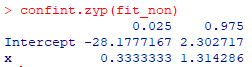 > confint.zyp(fit_non)
0.025 0.975
Intercept -28.1777167 2.302717
x 0.3333333 1.314286